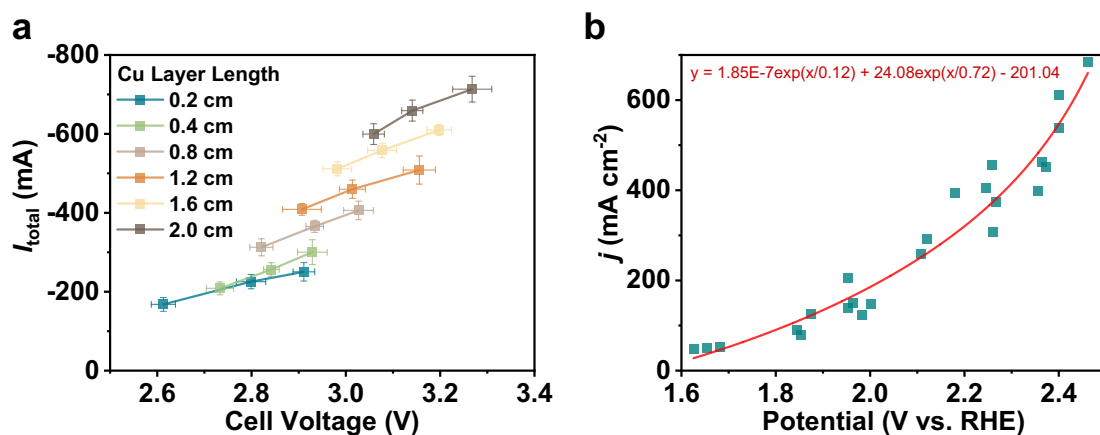 a
b
-800
-600
-400
-200
0
I_total (mA)
Cu Layer Length
0.2 cm
0.4 cm
0.8 cm
1.2 cm
1.6 cm
2.0 cm
2.6 2.8 3.0 3.2 3.4
Cell Voltage (V)
y = 1.85E-7exp(x/0.12) + 24.08exp(x/0.72) - 201.04
600
400
200
0
j (mA cm⁻²)
1.6 1.8 2.0 2.2 2.4
Potential (V vs. RHE)